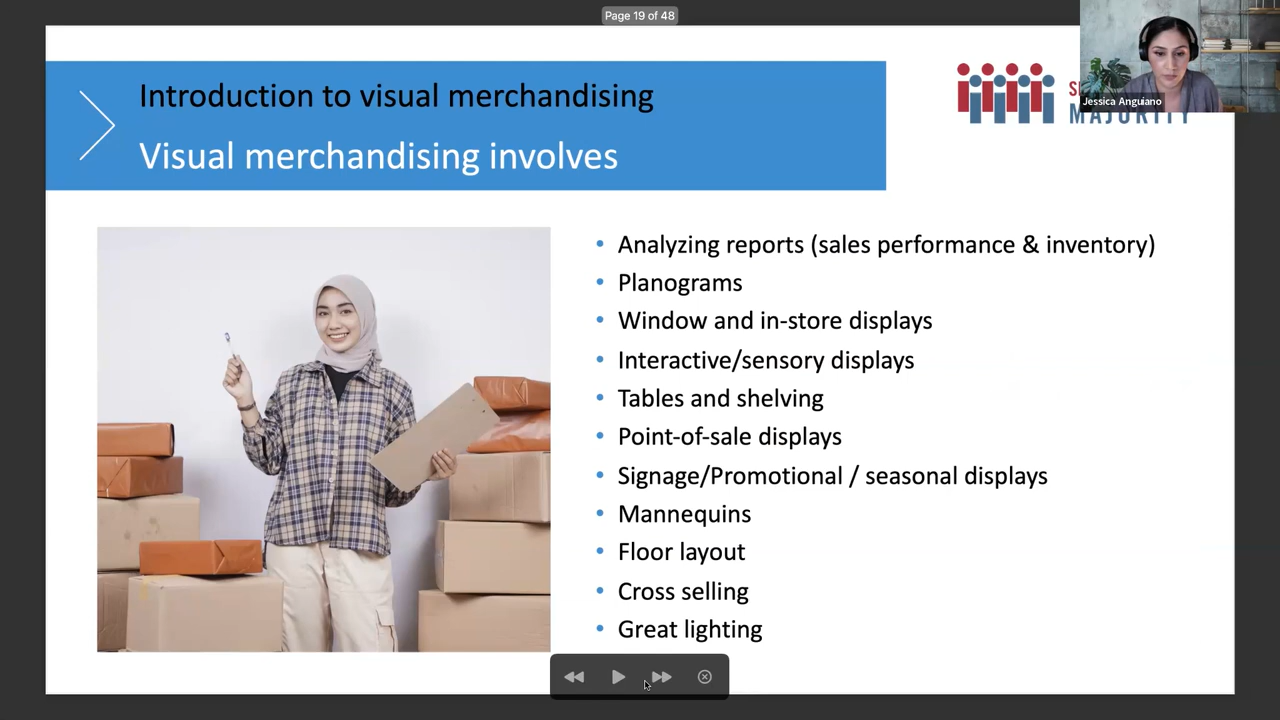 Page 19 of 48
Introduction to visual merchandising
Visual merchandising involves
Jessica Anguiano
MAJORITY
• Analyzing reports (sales performance & inventory)
• Planograms
• Window and in-store displays
• Interactive/sensory displays
• Tables and shelving
• Point-of-sale displays
• Signage/Promotional / seasonal displays
• Mannequins
• Floor layout
• Cross selling
• Great lighting